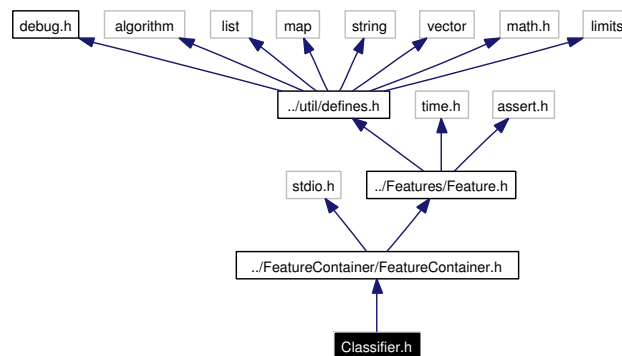 debug.h algorithm list map string vector math.h limits
../util/defines.h time.h assert.h
stdio.h ../Features/Feature.h
../FeatureContainer/FeatureContainer.h
Classifier.h